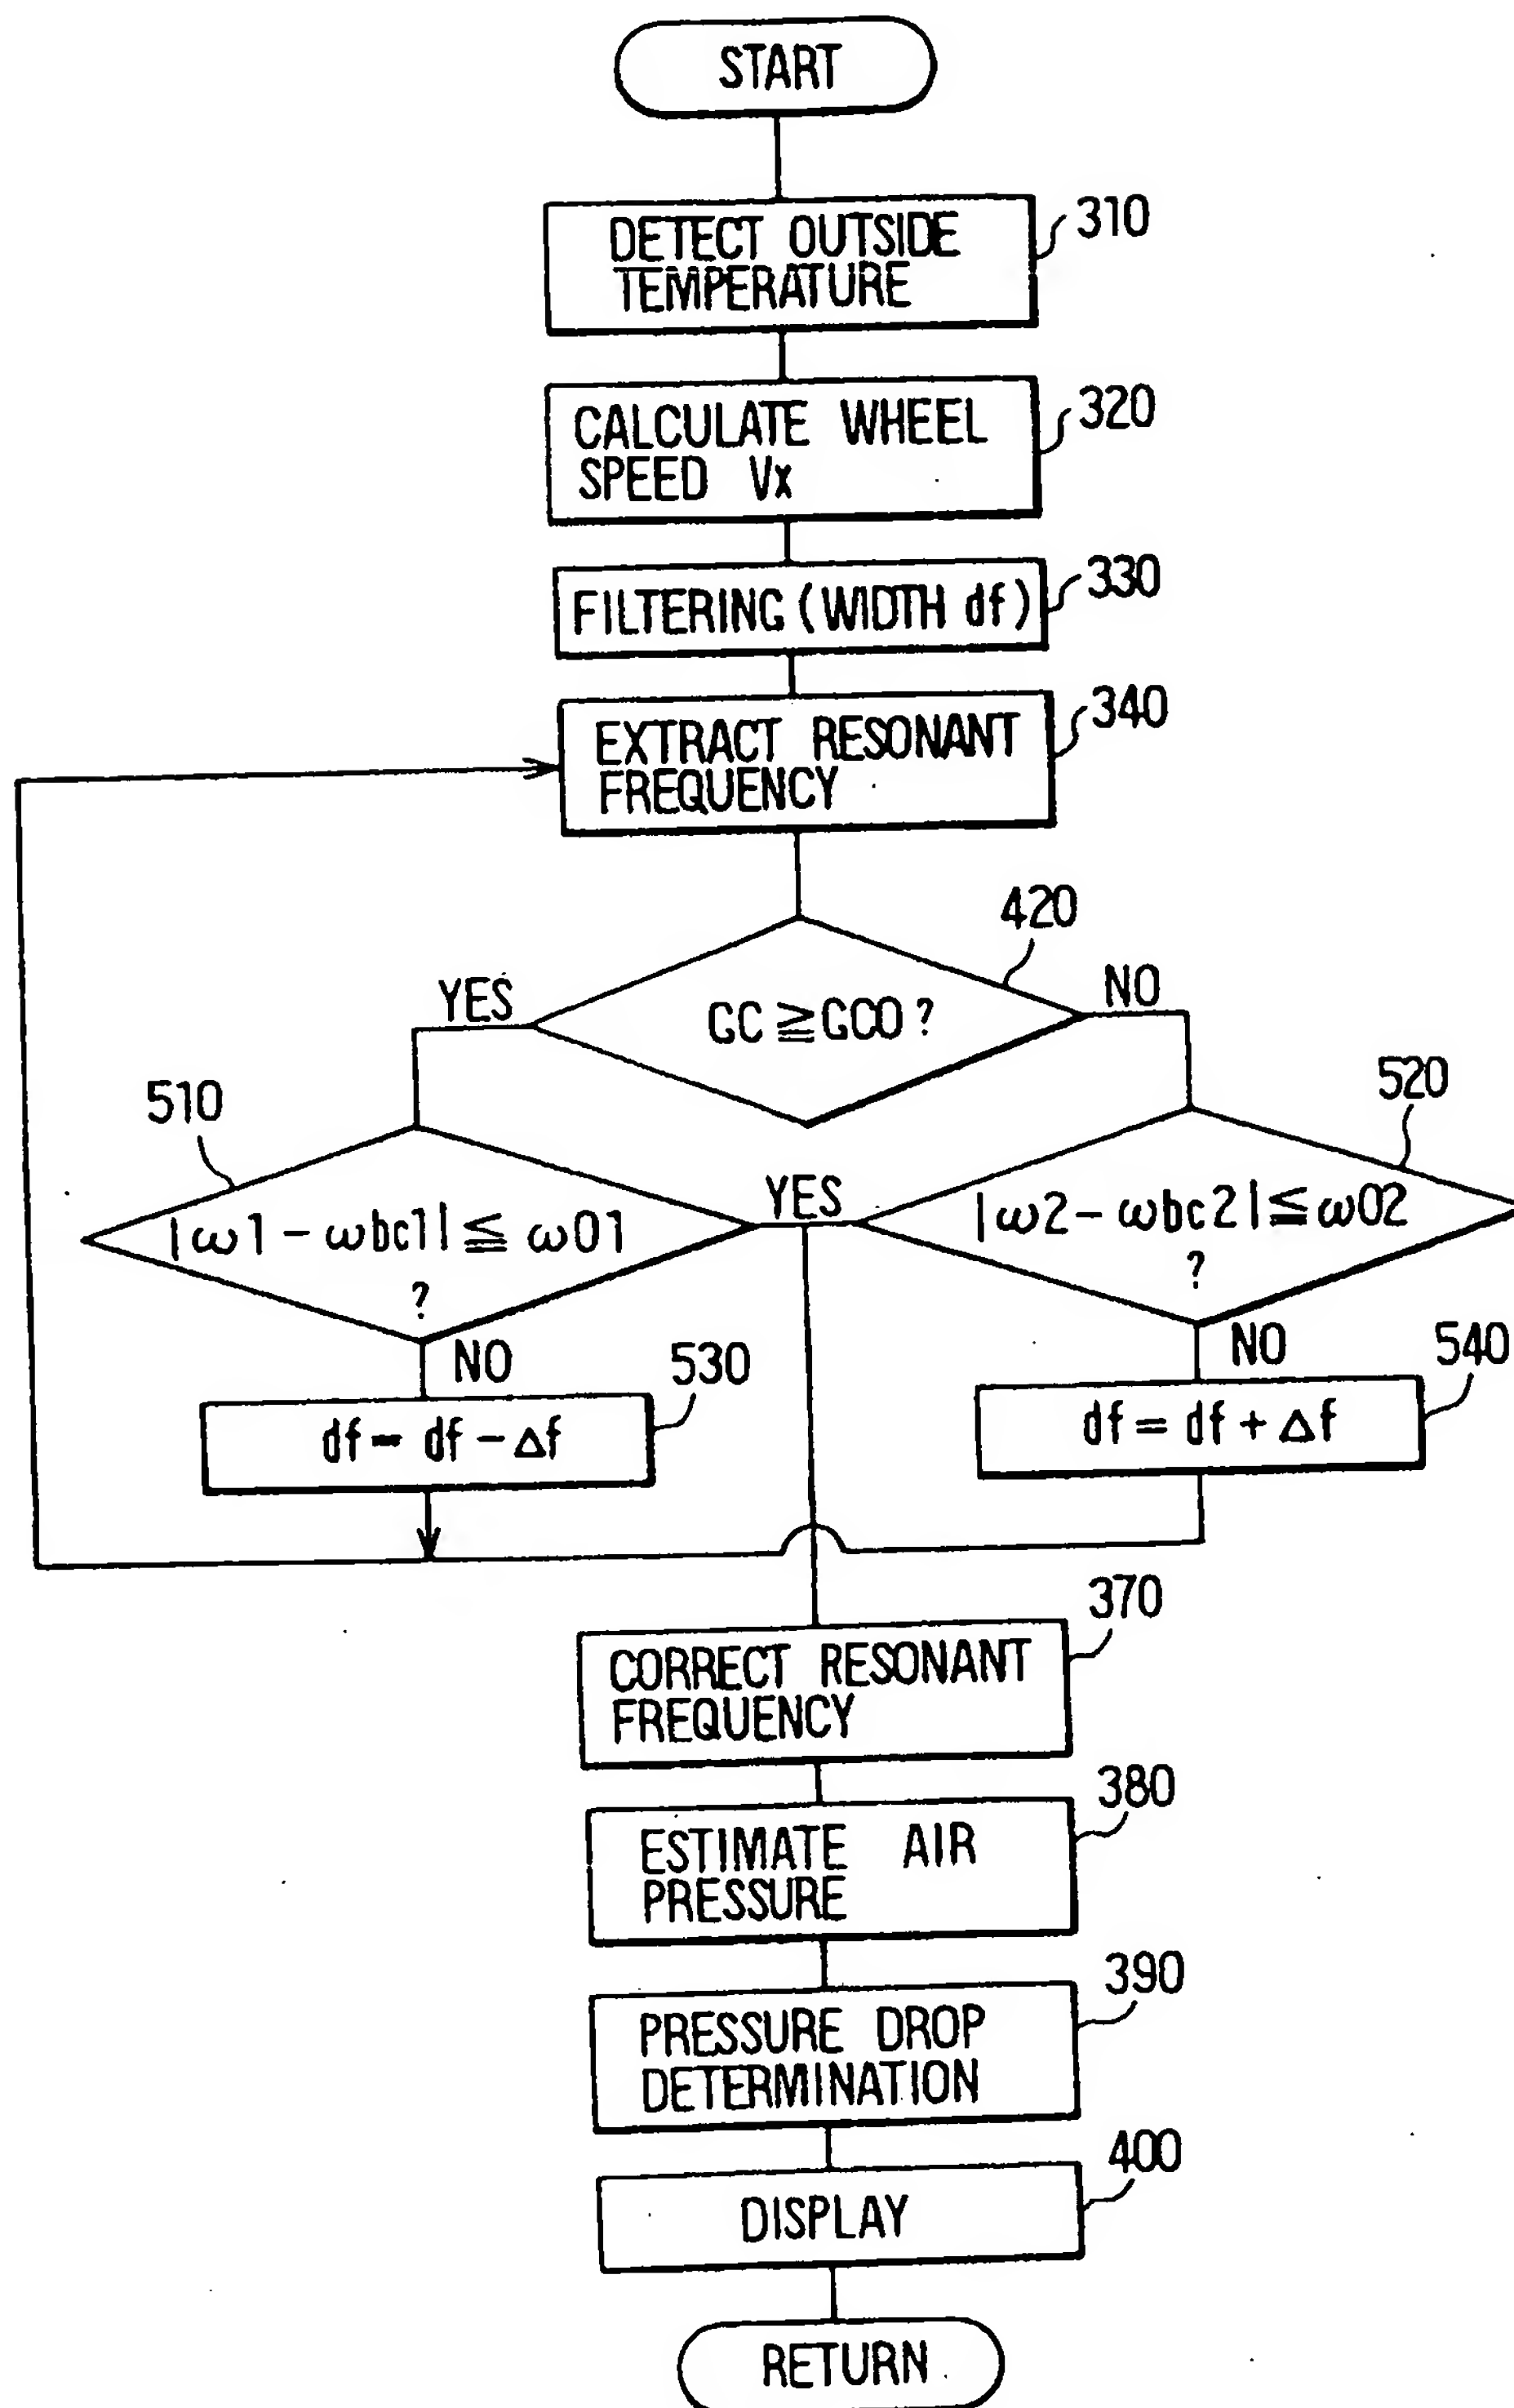 START
DETECT OUTSIDE
TEMPERATURE
310
CALCULATE WHEEL
SPEED Vx
320
FILTERING (WIDTH df)
330
EXTRACT RESONANT
FREQUENCY
340
420
YES
GC ≧ GC0 ?
NO
510
|ω1 - ωbc1| ≦ ω01
?
YES
520
|ω2 - ωbc2| ≦ ω02
?
NO
530
df = df - Δf
NO
540
df = df + Δf
CORRECT RESONANT
FREQUENCY
370
ESTIMATE AIR
PRESSURE
380
PRESSURE DROP
DETERMINATION
390
DISPLAY
400
RETURN